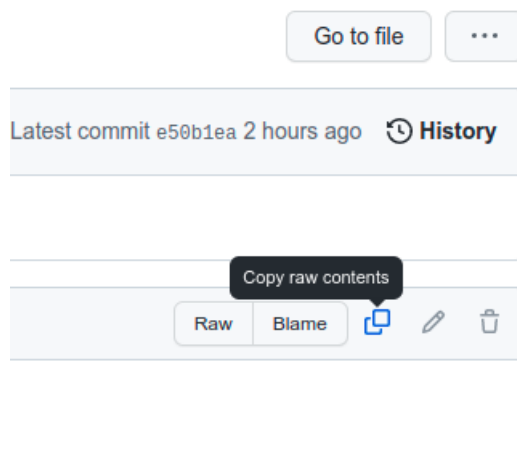 Go to file
Latest commit e50b1ea 2 hours ago History
Copy raw contents
Raw Blame